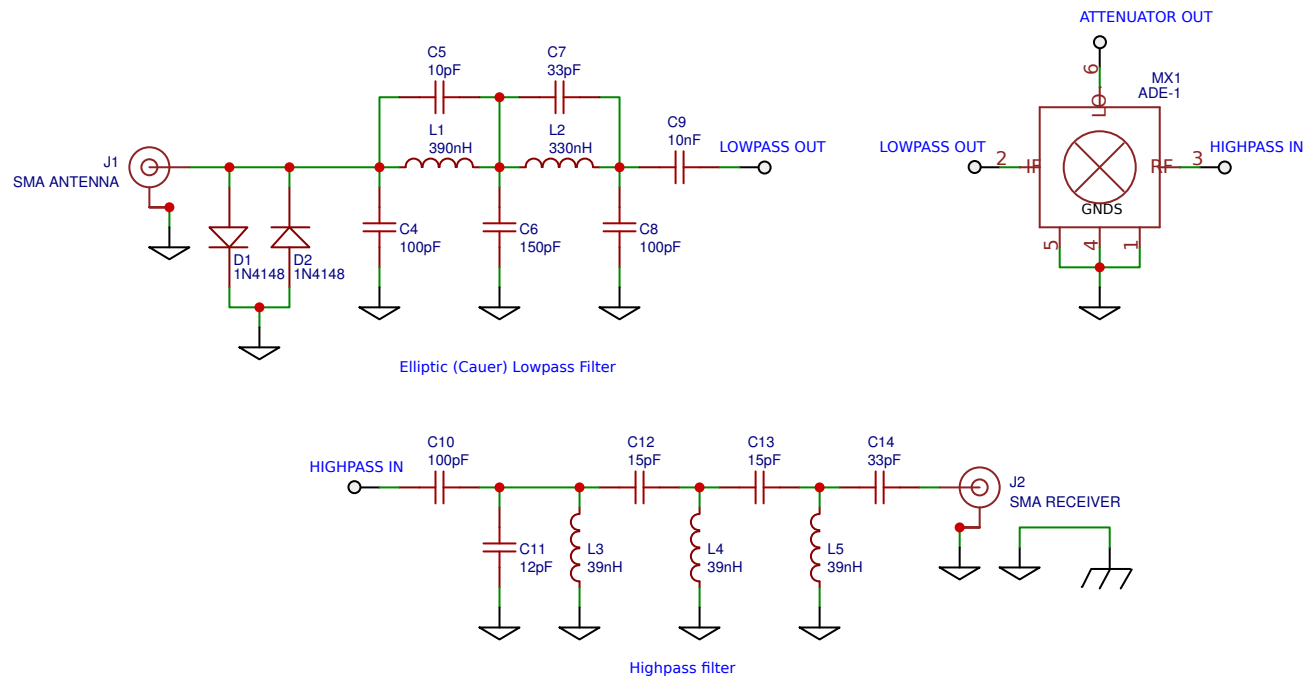 ATTENUATOR OUT
6
LO
MX1
ADE-1
C5
10pF
C7
33pF
L1
390nH
L2
330nH
C9
10nF
LOWPASS OUT
LOWPASS OUT
2
IF
RF
3
HIGHPASS IN
GNDS
5
4
1
J1
SMA ANTENNA
D1
1N4148
D2
1N4148
C4
100pF
C6
150pF
C8
100pF
Elliptic (Cauer) Lowpass Filter
HIGHPASS IN
C10
100pF
C12
15pF
C13
15pF
C14
33pF
J2
SMA RECEIVER
C11
12pF
L3
39nH
L4
39nH
L5
39nH
Highpass filter